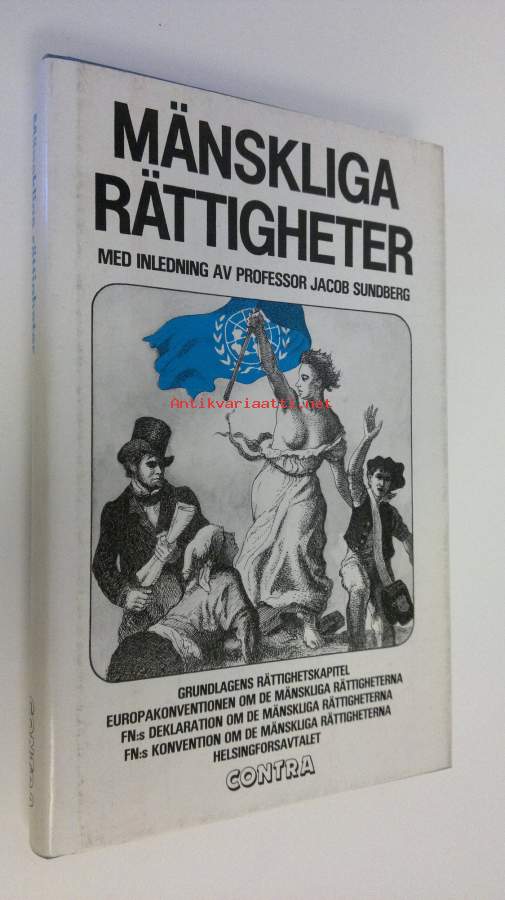 MÄNSKLIGA
RÄTTIGHETER
MED INLEDNING AV PROFESSOR JACOB SUNDBERG
Antikvariaatti.net
GRUNDLAGENS RÄTTIGHETSKAPITEL
EUROPAKONVENTIONEN OM DE MÄNSKLIGA RÄTTIGHETERNA
FN:s DEKLARATION OM DE MÄNSKLIGA RÄTTIGHETERNA
FN:s KONVENTION OM DE MÄNSKLIGA RÄTTIGHETERNA
HELSINGFORSAVTALET
CONTRA